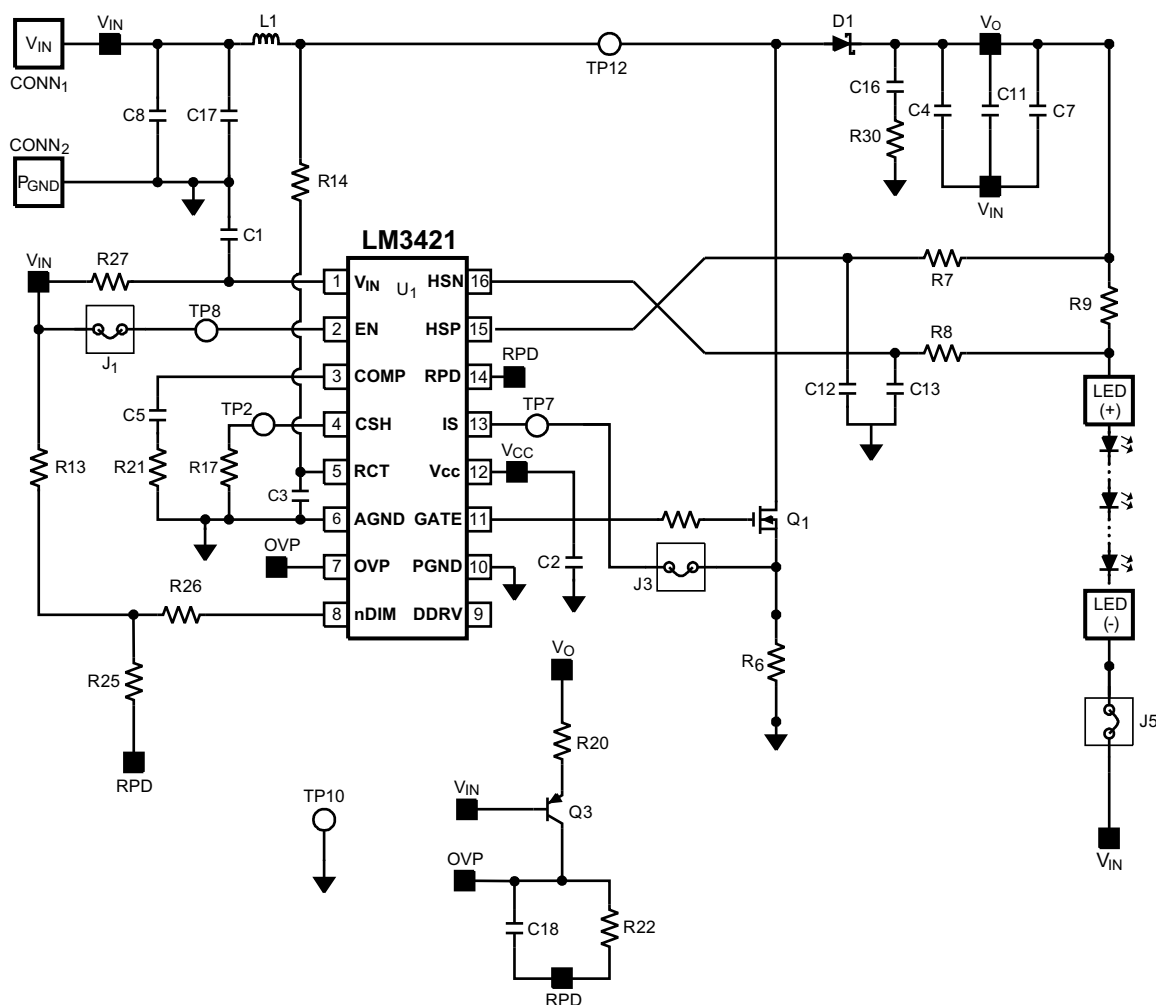 VIN
L1
D1
VO
VIN
CONN1
TP12
C8
C17
C16
C4
C11
C7
R30
CONN2
PGND
R14
VIN
C1
LM3421
VIN
R27
1
VIN
U1
HSN
16
R7
R9
J1
TP8
2
EN
HSP
15
R8
RPD
3
COMP
RPD
14
C12
C13
LED
(+)
C5
TP2
4
CSH
IS
13
TP7
R13
R21
R17
5
RCT
Vcc
12
VCC
C3
6
AGND
GATE
11
Q1
OVP
7
OVP
PGND
10
C2
J3
R26
8
nDIM
DDRV
9
LED
(-)
R25
VO
R6
J5
RPD
R20
TP10
VIN
Q3
VIN
OVP
C18
R22
RPD